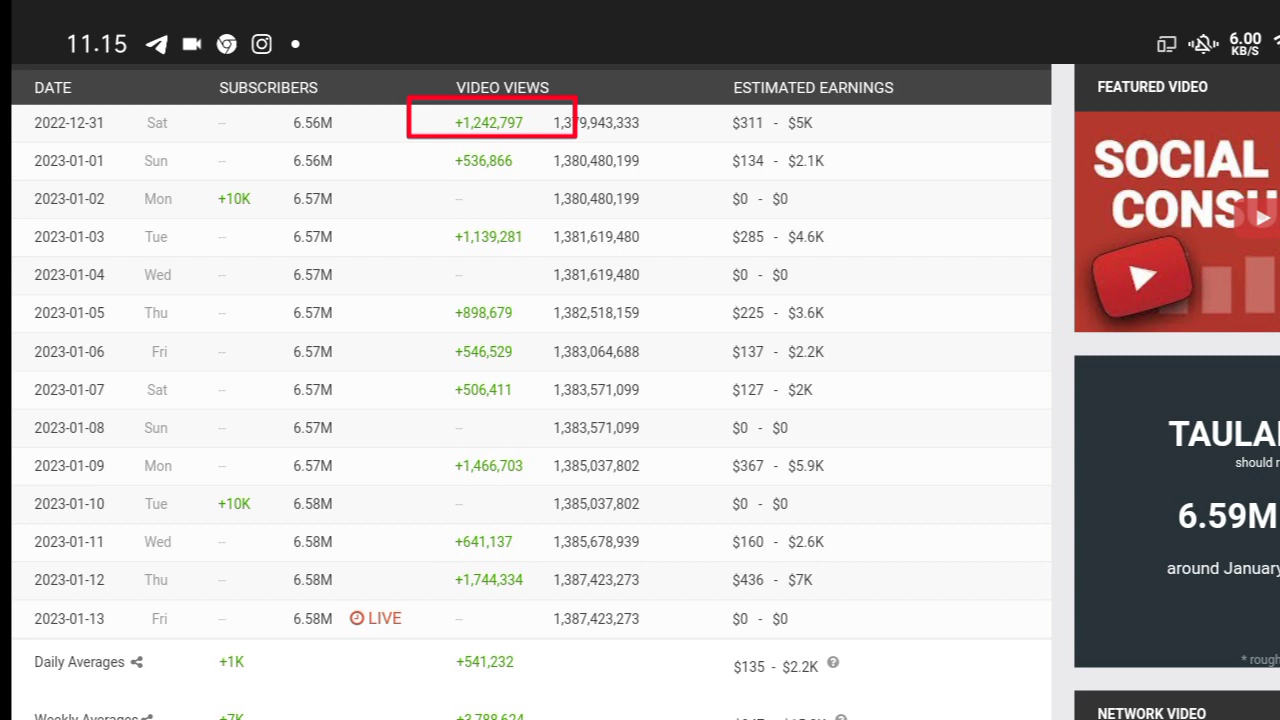 11.15
6.00 KB/S
DATE SUBSCRIBERS VIDEO VIEWS ESTIMATED EARNINGS
2022-12-31 Sat -- 6.56M +1,242,797 1,379,943,333 $311 - $5K
2023-01-01 Sun -- 6.56M +536,866 1,380,480,199 $134 - $2.1K
2023-01-02 Mon +10K 6.57M -- 1,380,480,199 $0 - $0
2023-01-03 Tue -- 6.57M +1,139,281 1,381,619,480 $285 - $4.6K
2023-01-04 Wed -- 6.57M -- 1,381,619,480 $0 - $0
2023-01-05 Thu -- 6.57M +898,679 1,382,518,159 $225 - $3.6K
2023-01-06 Fri -- 6.57M +546,529 1,383,064,688 $137 - $2.2K
2023-01-07 Sat -- 6.57M +506,411 1,383,571,099 $127 - $2K
2023-01-08 Sun -- 6.57M -- 1,383,571,099 $0 - $0
2023-01-09 Mon -- 6.57M +1,466,703 1,385,037,802 $367 - $5.9K
2023-01-10 Tue +10K 6.58M -- 1,385,037,802 $0 - $0
2023-01-11 Wed -- 6.58M +641,137 1,385,678,939 $160 - $2.6K
2023-01-12 Thu -- 6.58M +1,744,334 1,387,423,273 $436 - $7K
2023-01-13 Fri -- 6.58M LIVE -- 1,387,423,273 $0 - $0
Daily Averages +1K +541,232 $135 - $2.2K
Weekly Averages +7K +3,788,624
FEATURED VIDEO
SOCIAL
CONSU
TAULA
should r
6.59M
around January
* rough
NETWORK VIDEO